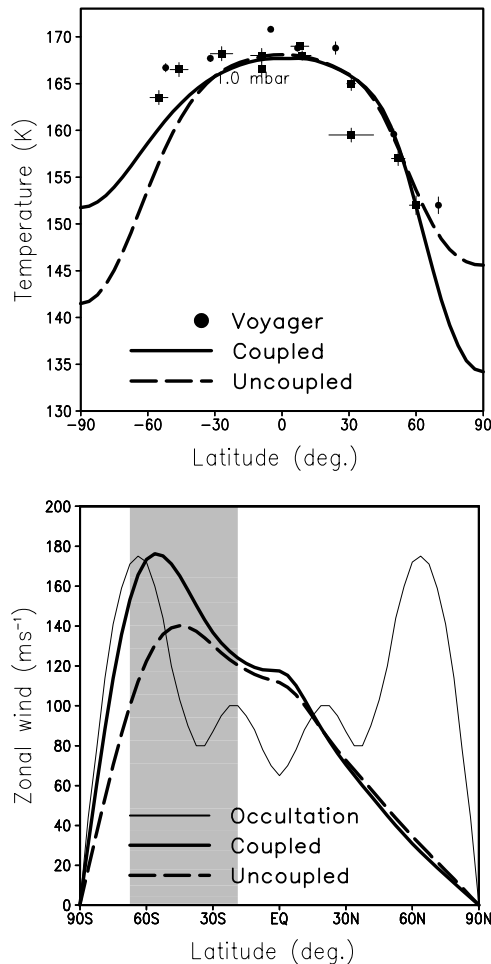 170
165
160
155
150
145
140
135
130
Temperature (K)
1.0 mbar
Voyager
Coupled
Uncoupled
−90 −60 −30 0 30 60 90
Latitude (deg.)
200
180
160
140
120
100
80
60
40
20
0
Zonal wind (ms⁻¹)
Occultation
Coupled
Uncoupled
90S 60S 30S EQ 30N 60N 90N
Latitude (deg.)